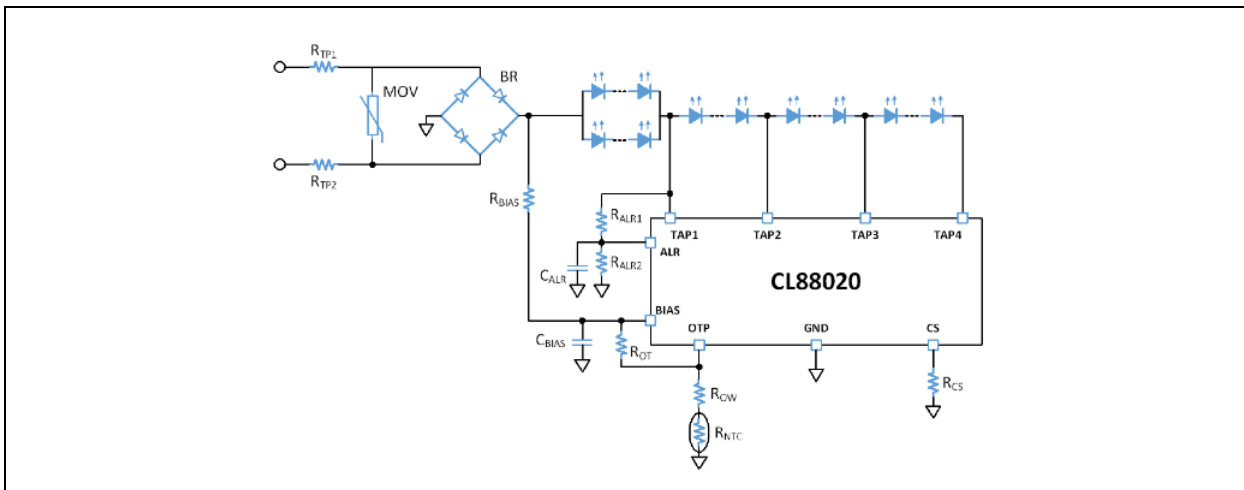 RTP1
BR
MOV
RTP2
RBIAS
RALR1
TAP1
TAP2
TAP3
TAP4
ALR
CALR
RALR2
CL88020
BIAS
OTP
GND
CS
CBIAS
ROT
RCS
ROW
RNTC